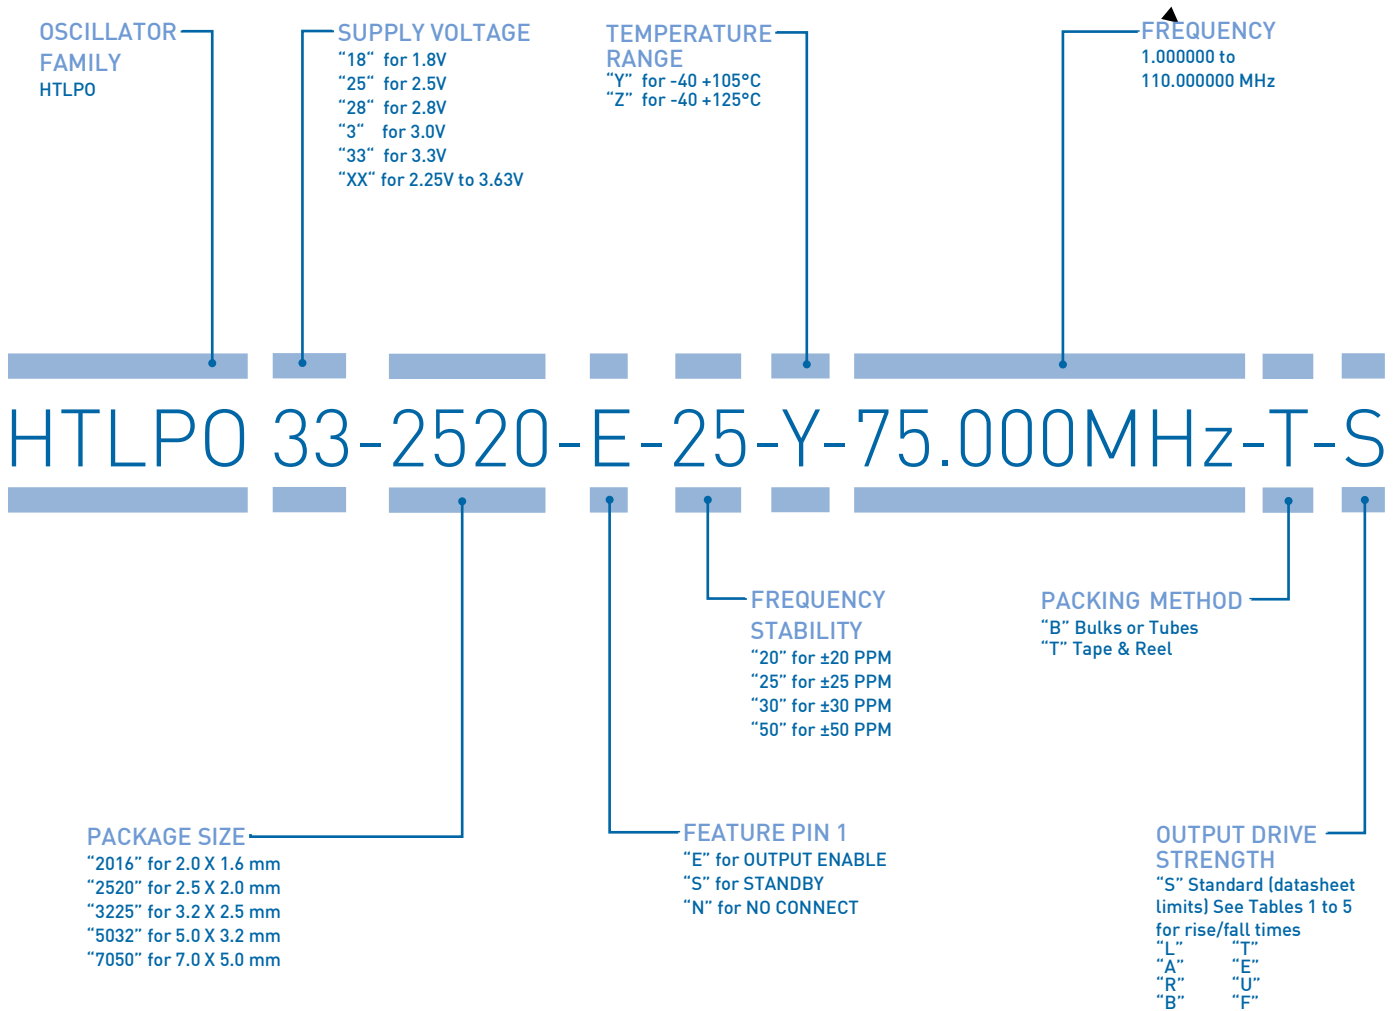 OSCILLATOR
FAMILY
HTLPO
SUPPLY VOLTAGE
“18“ for 1.8V
“25“ for 2.5V
“28“ for 2.8V
“3“ for 3.0V
“33“ for 3.3V
“XX“ for 2.25V to 3.63V
TEMPERATURE
RANGE
“Y” for -40 +105°C
“Z” for -40 +125°C
FREQUENCY
1.000000 to
110.000000 MHz
HTLPO 33-2520-E-25-Y-75.000MHz-T-S
FREQUENCY
STABILITY
“20” for ±20 PPM
“25” for ±25 PPM
“30” for ±30 PPM
“50” for ±50 PPM
PACKING METHOD
“B” Bulks or Tubes
“T” Tape & Reel
PACKAGE SIZE
“2016” for 2.0 X 1.6 mm
“2520” for 2.5 X 2.0 mm
“3225” for 3.2 X 2.5 mm
“5032” for 5.0 X 3.2 mm
“7050” for 7.0 X 5.0 mm
FEATURE PIN 1
“E” for OUTPUT ENABLE
“S” for STANDBY
“N” for NO CONNECT
OUTPUT DRIVE
STRENGTH
“S” Standard (datasheet
limits) See Tables 1 to 5
for rise/fall times
“L” “T”
“A” “E”
“R” “U”
“B” “F”